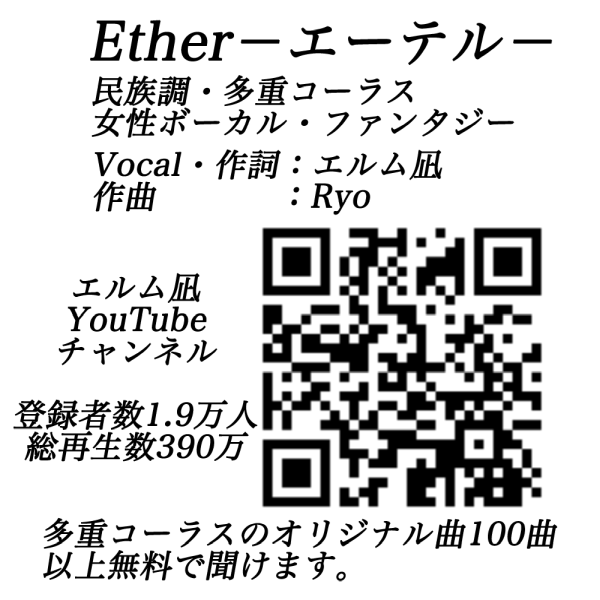 Etherーエーテルー
民族調・多重コーラス
女性ボーカル・ファンタジー
Vocal・作詞：エルム凪
作曲　　　　：Ryo
エルム凪
YouTube
チャンネル
登録者数1.9万人
総再生数390万
多重コーラスのオリジナル曲100曲
以上無料で聞けます。